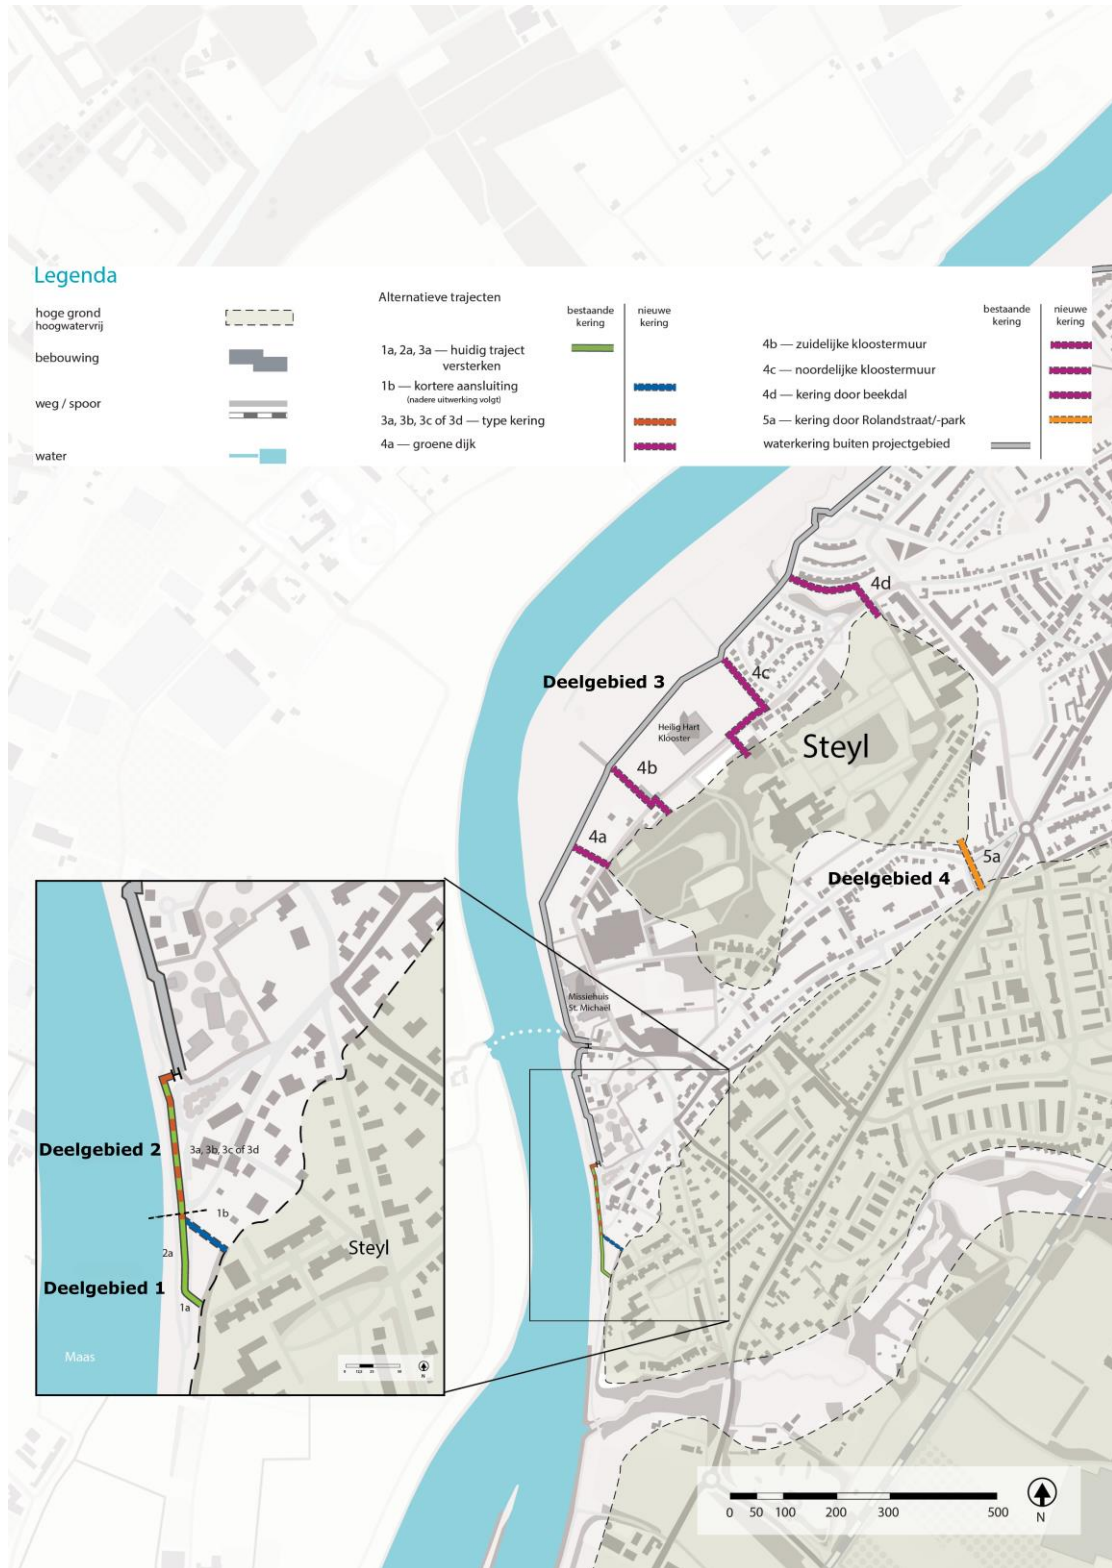 Legenda
hoge grond
hoogwatervrij
bebouwing
weg / spoor
water
Alternatieve trajecten
bestaande
kering
nieuwe
kering
1a, 2a, 3a — huidig traject
versterken
1b — kortere aansluiting
(nadere uitwerking volgt)
3a, 3b, 3c of 3d — type kering
4a — groene dijk
bestaande
kering
nieuwe
kering
4b — zuidelijke kloostermuur
4c — noordelijke kloostermuur
4d — kering door beekdal
5a — kering door Rolandstraat/-park
waterkering buiten projectgebied
4d
Deelgebied 3
4c
Heilig Hart
Klooster
Steyl
4b
4a
5a
Deelgebied 4
Missiehuis
St. Michaël
Deelgebied 2
3a, 3b, 3c of 3d
1b
2a
Steyl
Deelgebied 1
1a
Maas
N
0 50 100 200 300 500